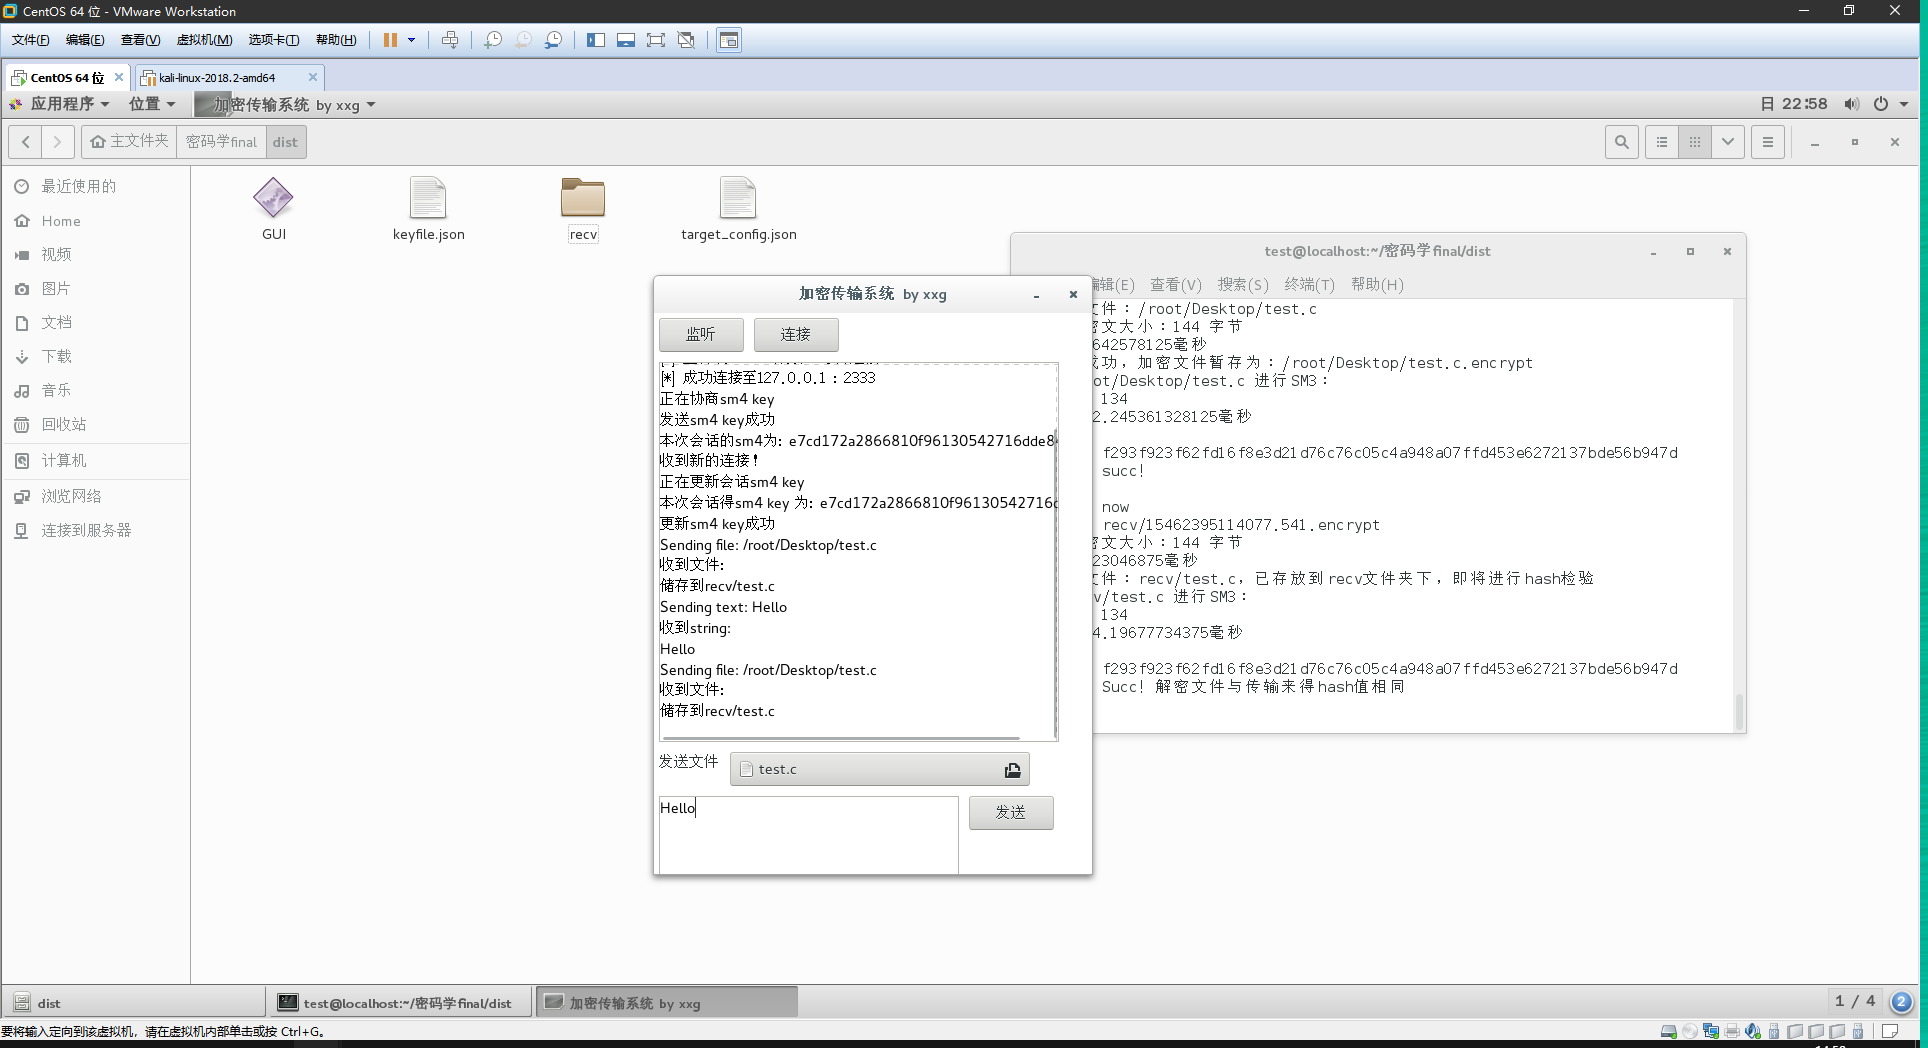 CentOS 64 位 - VMware Workstation
文件(F) 编辑(E) 查看(V) 虚拟机(M) 选项卡(T) 帮助(H)
CentOS 64 位 kali-linux-2018.2-amd64
应用程序 位置 加密传输系统 by xxg 日 22:58
主文件夹 密码学final dist
最近使用的
Home
视频
图片
文档
下载
音乐
回收站
计算机
浏览网络
连接到服务器
GUI keyfile.json recv target_config.json
test@localhost:~/密码学final/dist
编辑(E) 查看(V) 搜索(S) 终端(T) 帮助(H)
文件：/root/Desktop/test.c
密文大小：144 字节
642578125毫秒
成功，加密文件暂存为：/root/Desktop/test.c.encrypt
ot/Desktop/test.c 进行SM3：
134
2.245361328125毫秒
f293f923f62fd16f8e3d21d76c76c05c4a948a07ffd453e6272137bde56b947d
succ!
now
recv/15462395114077.541.encrypt
密文大小：144 字节
23046875毫秒
文件：recv/test.c，已存放到recv文件夹下，即将进行hash检验
v/test.c 进行SM3：
134
4.19677734375毫秒
f293f923f62fd16f8e3d21d76c76c05c4a948a07ffd453e6272137bde56b947d
Succ! 解密文件与传输来得hash值相同
加密传输系统 by xxg
监听 连接
[*] 成功连接至127.0.0.1：2333
正在协商sm4 key
发送sm4 key成功
本次会话的sm4为：e7cd172a2866810f96130542716dde84
收到新的连接！
正在更新会话sm4 key
本次会话得sm4 key 为：e7cd172a2866810f96130542716d
更新sm4 key成功
Sending file: /root/Desktop/test.c
收到文件：
储存到recv/test.c
Sending text: Hello
收到string:
Hello
Sending file: /root/Desktop/test.c
收到文件：
储存到recv/test.c
发送文件 test.c
Hello 发送
dist test@localhost:~/密码学final/dist 加密传输系统 by xxg 1 / 4 2
要将输入定向到该虚拟机，请在虚拟机内部单击或按 Ctrl+G。